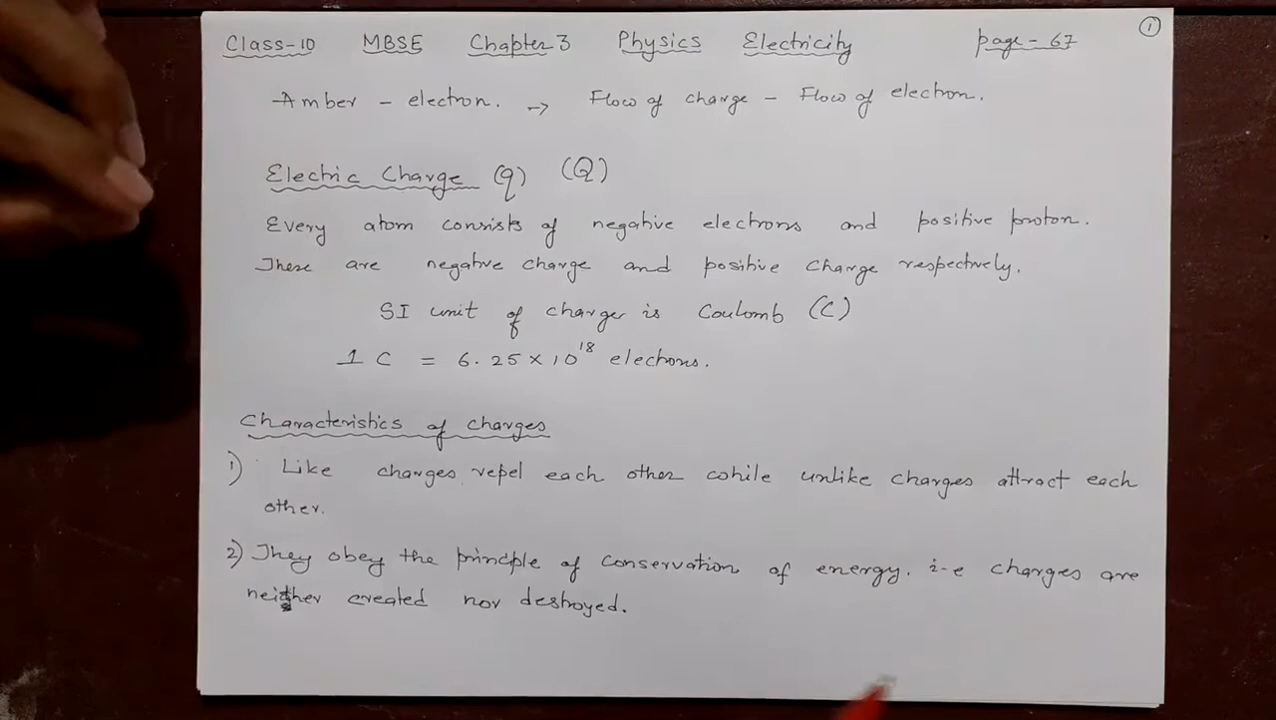 Class-10 MBSE Chapter 3 Physics Electricity page-67 1
Amber - electron. → Flow of charge - Flow of electron.
Electric Charge (q) (Q)
Every atom consists of negative electrons and positive proton.
These are negative charge and positive charge respectively.
SI unit of charge is Coulomb (C)
1 C = 6.25 × 10^18 electrons.
Characteristics of charges
1) Like charges repel each other while unlike charges attract each
other.
2) They obey the principle of conservation of energy. i-e charges are
neither created nor destroyed.